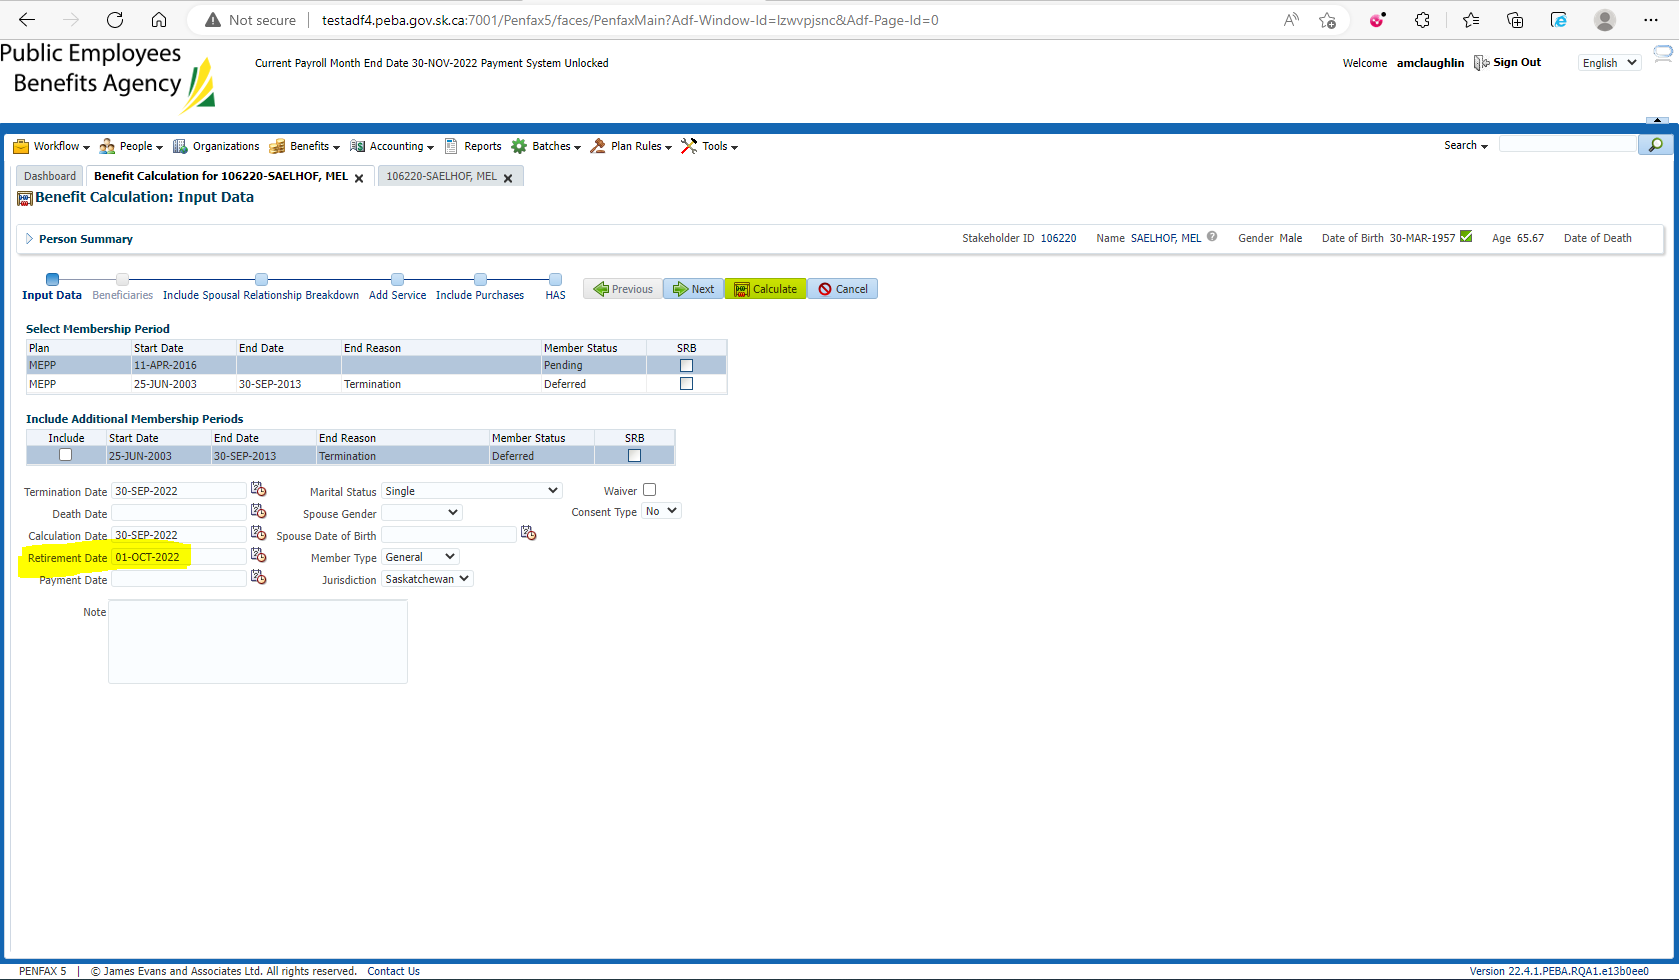 Not secure testadf4.peba.gov.sk.ca:7001/Penfax5/faces/PenfaxMain?Adf-Window-Id=lzwvpjsnc&Adf-Page-Id=0
Public Employees
Benefits Agency
Current Payroll Month End Date 30-NOV-2022 Payment System Unlocked
Welcome amclaughlin Sign Out English
Workflow People Organizations Benefits Accounting Reports Batches Plan Rules Tools Search
Dashboard Benefit Calculation for 106220-SAELHOF, MEL 106220-SAELHOF, MEL
Benefit Calculation: Input Data
Person Summary Stakeholder ID 106220 Name SAELHOF, MEL Gender Male Date of Birth 30-MAR-1957 Age 65.67 Date of Death
Input Data Beneficiaries Include Spousal Relationship Breakdown Add Service Include Purchases HAS Previous Next Calculate Cancel
Select Membership Period
Plan Start Date End Date End Reason Member Status SRB
MEPP 11-APR-2016 Pending
MEPP 25-JUN-2003 30-SEP-2013 Termination Deferred
Include Additional Membership Periods
Include Start Date End Date End Reason Member Status SRB
25-JUN-2003 30-SEP-2013 Termination Deferred
Termination Date 30-SEP-2022 Marital Status Single Waiver
Death Date Spouse Gender Consent Type No
Calculation Date 30-SEP-2022 Spouse Date of Birth
Retirement Date 01-OCT-2022 Member Type General
Payment Date Jurisdiction Saskatchewan
Note
PENFAX 5 | © James Evans and Associates Ltd. All rights reserved. Contact Us Version 22.4.1.PEBA.RQA1.e13b0ee0